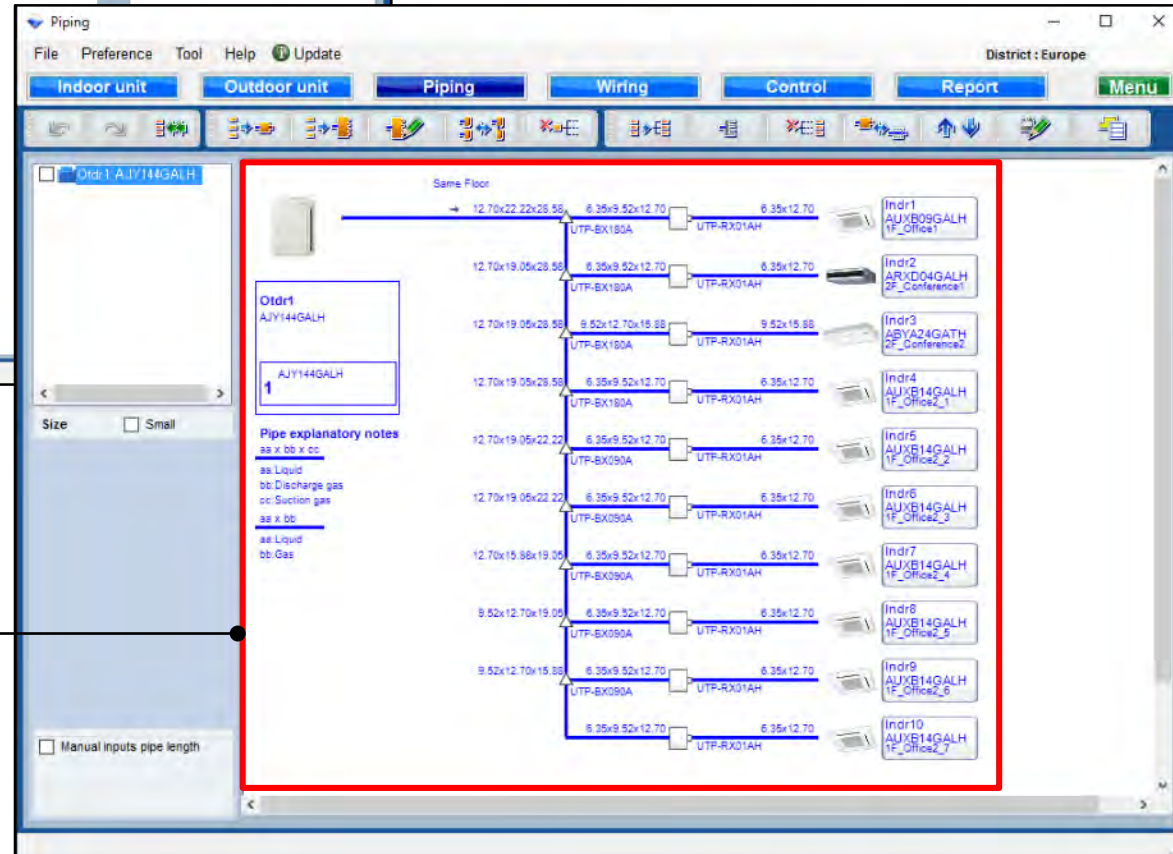 Piping
File Preference Tool Help Update District : Europe
Indoor unit Outdoor unit Piping Wiring Control Report Menu
Otdr1 AJY144GALH
Size Small
Manual inputs pipe length
Same Floor
Otdr1
AJY144GALH
AJY144GALH
1
Pipe explanatory notes
aa x bb x cc
aa:Liquid
bb:Discharge gas
cc:Suction gas
aa x bb
aa:Liquid
bb:Gas
12.70x22.22x28.58 6.35x9.52x12.70 6.35x12.70
UTP-BX180A UTP-RX01AH
Indr1
AUXB09GALH
1F_Office1
12.70x19.05x28.58 6.35x9.52x12.70 6.35x12.70
UTP-BX180A UTP-RX01AH
Indr2
ARXD04GALH
2F_Conference1
12.70x19.05x28.58 9.52x12.70x15.88 9.52x15.88
UTP-BX180A UTP-RX01AH
Indr3
ABYA24GATH
2F_Conference2
12.70x19.05x28.58 6.35x9.52x12.70 6.35x12.70
UTP-BX180A UTP-RX01AH
Indr4
AUXB14GALH
1F_Office2_1
12.70x19.05x22.22 6.35x9.52x12.70 6.35x12.70
UTP-BX090A UTP-RX01AH
Indr5
AUXB14GALH
1F_Office2_2
12.70x19.05x22.22 6.35x9.52x12.70 6.35x12.70
UTP-BX090A UTP-RX01AH
Indr6
AUXB14GALH
1F_Office2_3
12.70x15.88x19.05 6.35x9.52x12.70 6.35x12.70
UTP-BX090A UTP-RX01AH
Indr7
AUXB14GALH
1F_Office2_4
9.52x12.70x19.05 6.35x9.52x12.70 6.35x12.70
UTP-BX090A UTP-RX01AH
Indr8
AUXB14GALH
1F_Office2_5
9.52x12.70x15.88 6.35x9.52x12.70 6.35x12.70
UTP-BX090A UTP-RX01AH
Indr9
AUXB14GALH
1F_Office2_6
6.35x9.52x12.70 6.35x12.70
UTP-RX01AH
Indr10
AUXB14GALH
1F_Office2_7